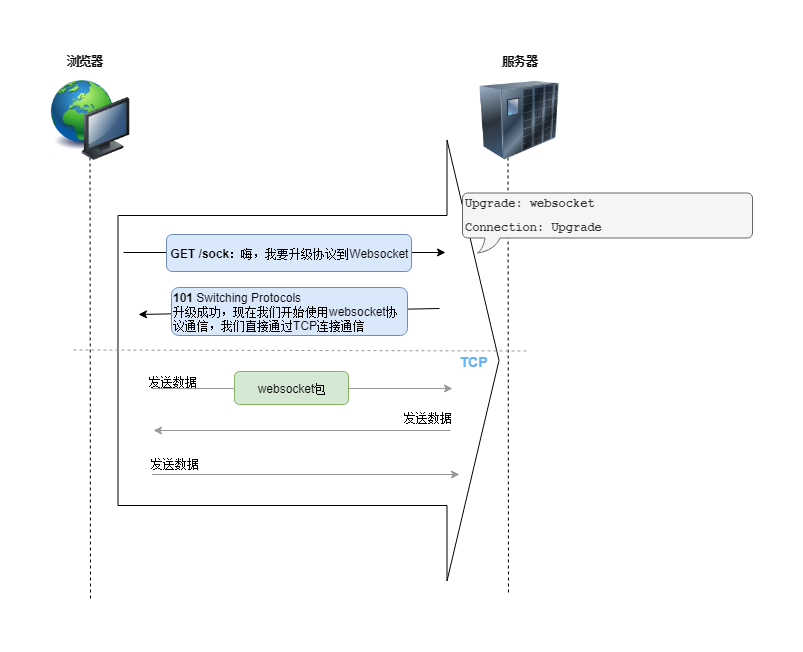 浏览器
服务器
Upgrade: websocket
Connection: Upgrade
GET /sock：嗨，我要升级协议到Websocket
101 Switching Protocols
升级成功，现在我们开始使用websocket协
议通信，我们直接通过TCP连接通信
TCP
发送数据
websocket包
发送数据
发送数据